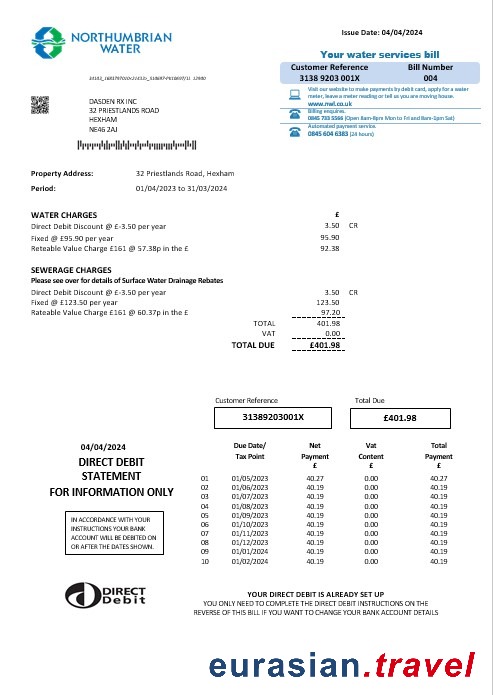 NORTHUMBRIAN
WATER
Issue Date: 04/04/2024
Your water services bill
Customer Reference Bill Number
3138 9203 001X 004
Visit our website to make payments by debit card, apply for a water
meter, leave a meter reading or tell us you are moving house.
www.nwl.co.uk
Billing enquires.
0845 733 5566 (Open 8am-8pm Mon to Fri and 8am-1pm Sat)
Automated payment service.
0845 604 6383 (24 hours)
DASDEN RX INC
32 PRIESTLANDS ROAD
HEXHAM
NE46 2AJ
Property Address: 32 Priestlands Road, Hexham
Period: 01/04/2023 to 31/03/2024
WATER CHARGES £
Direct Debit Discount @ £-3.50 per year 3.50 CR
Fixed @ £95.90 per year 95.90
Reteable Value Charge £161 @ 57.38p in the £ 92.38
SEWERAGE CHARGES
Please see over for details of Surface Water Drainage Rebates
Direct Debit Discount @ £-3.50 per year 3.50 CR
Fixed @ £123.50 per year 123.50
Rateable Value Charge £161 @ 60.37p in the £ 97.20
TOTAL 401.98
VAT 0.00
TOTAL DUE £401.98
Customer Reference Total Due
31389203001X £401.98
04/04/2024
DIRECT DEBIT
STATEMENT
FOR INFORMATION ONLY
IN ACCORDANCE WITH YOUR
INSTRUCTIONS YOUR BANK
ACCOUNT WILL BE DEBITED ON
OR AFTER THE DATES SHOWN.
Due Date/ Net Vat Total
Tax Point Payment Content Payment
£ £ £
01 01/05/2023 40.27 0.00 40.27
02 01/06/2023 40.19 0.00 40.19
03 01/07/2023 40.19 0.00 40.19
04 01/08/2023 40.19 0.00 40.19
05 01/09/2023 40.19 0.00 40.19
06 01/10/2023 40.19 0.00 40.19
07 01/11/2023 40.19 0.00 40.19
08 01/12/2023 40.19 0.00 40.19
09 01/01/2024 40.19 0.00 40.19
10 01/02/2024 40.19 0.00 40.19
DIRECT
Debit
YOUR DIRECT DEBIT IS ALREADY SET UP
YOU ONLY NEED TO COMPLETE THE DIRECT DEBIT INSTRUCTIONS ON THE
REVERSE OF THIS BILL IF YOU WANT TO CHANGE YOUR BANK ACCOUNT DETAILS
eurasian.travel